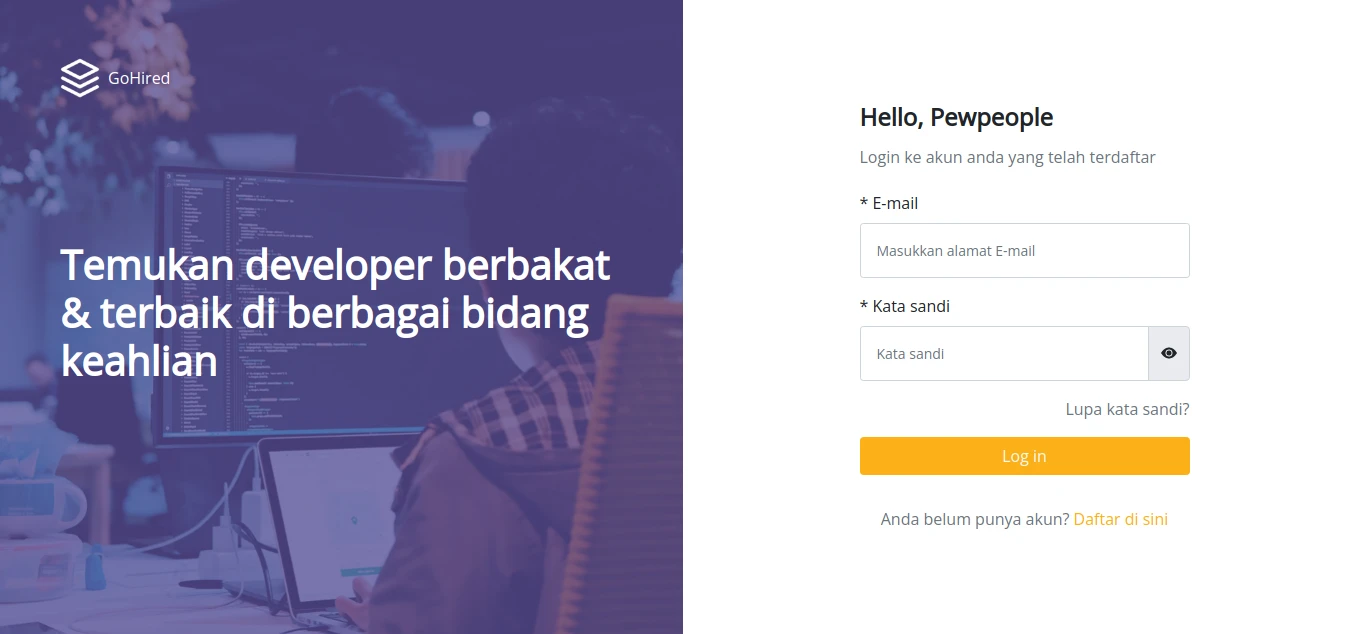 GoHired
Temukan developer berbakat
& terbaik di berbagai bidang
keahlian
Hello, Pewpeople
Login ke akun anda yang telah terdaftar
* E-mail
Masukkan alamat E-mail
* Kata sandi
Kata sandi
Lupa kata sandi?
Log in
Anda belum punya akun? Daftar di sini